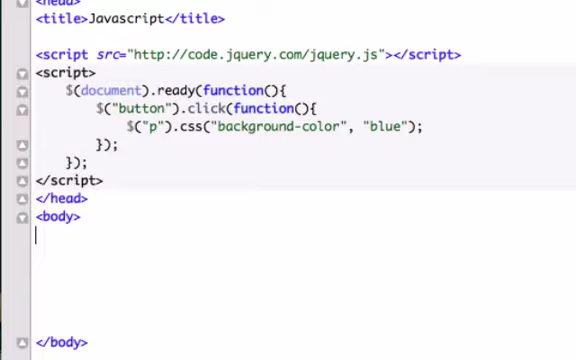 <head>
<title>Javascript</title>
<script src="http://code.jquery.com/jquery.js"></script>
<script>
$(document).ready(function(){
$("button").click(function(){
$("p").css("background-color", "blue");
});
});
</script>
</head>
<body>
</body>